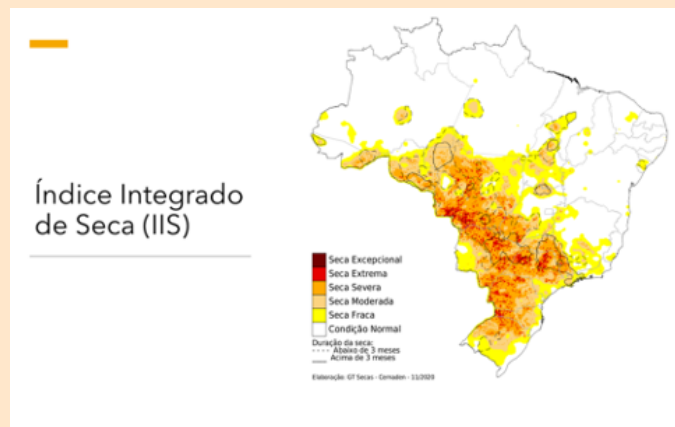 Índice Integrado
de Seca (IIS)
Seca Excepcional
Seca Extrema
Seca Severa
Seca Moderada
Seca Fraca
Condição Normal
Duração da seca:
Abaixo de 3 meses
Acima de 3 meses
Elaboração: GT Secas - Cemaden - 11/2020